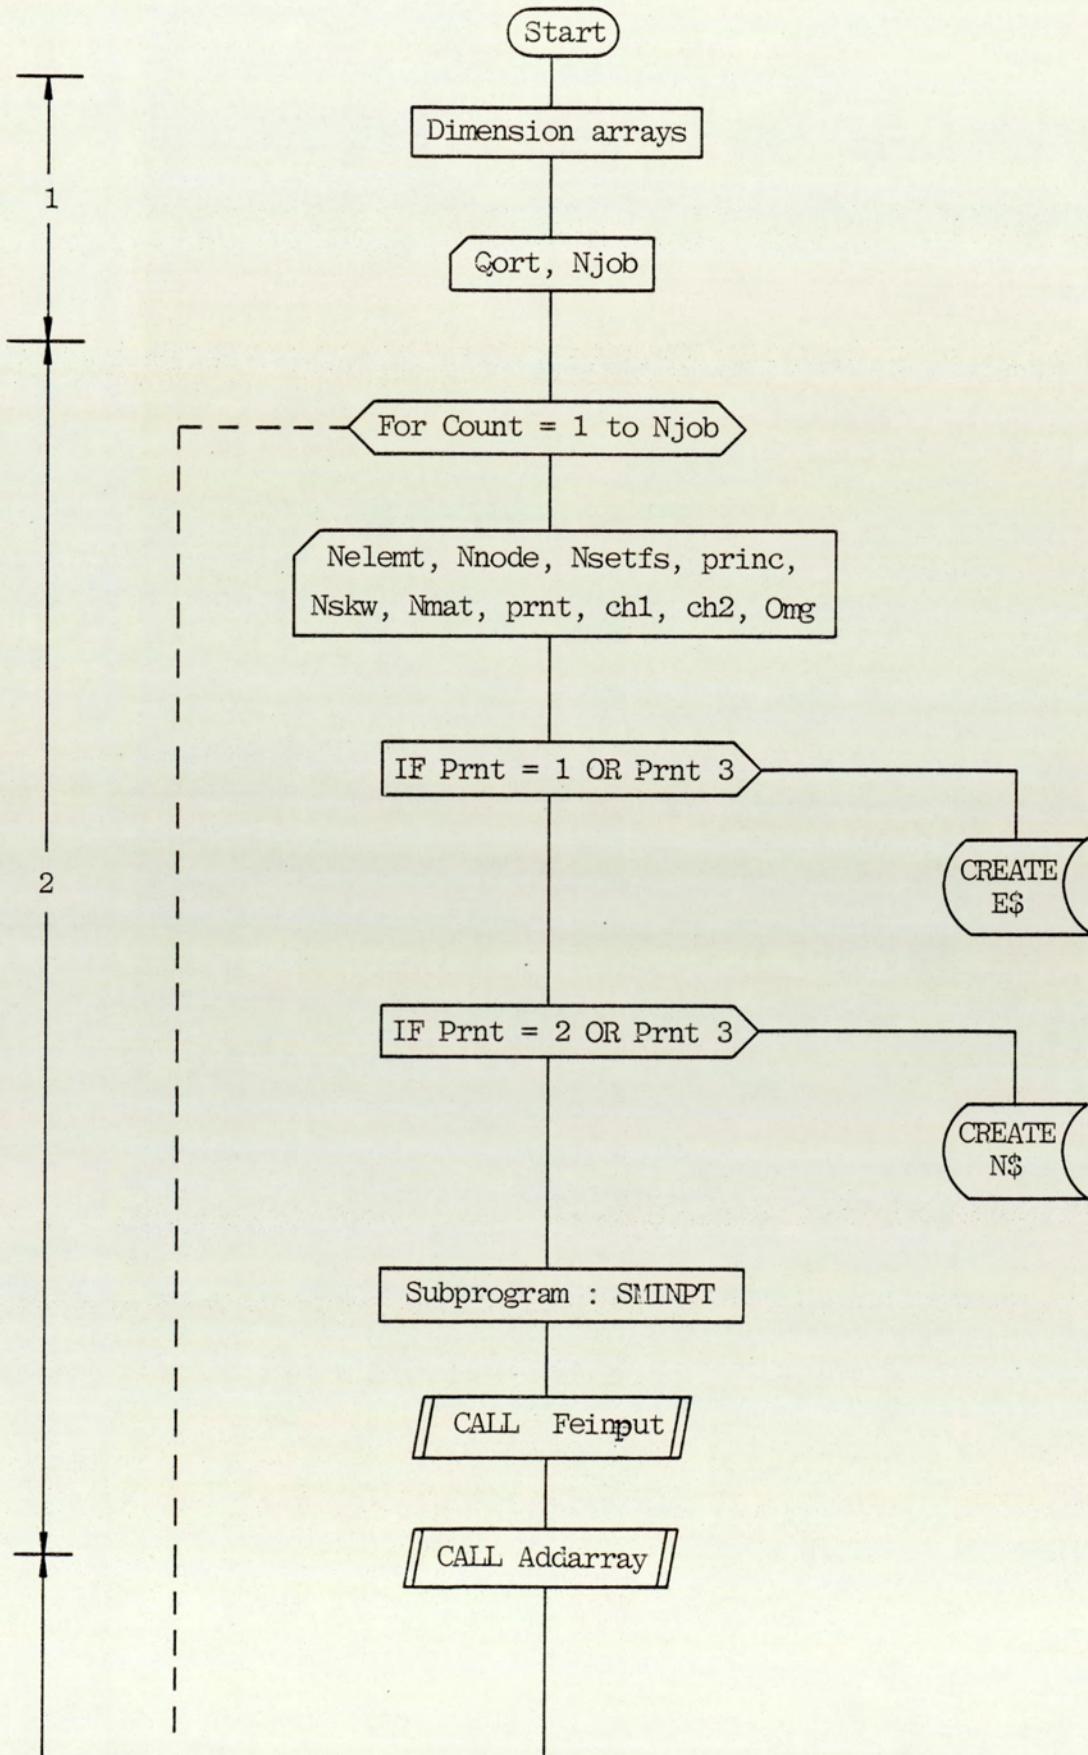 Start
Dimension arrays
1
Qort, Njob
For Count = 1 to Njob
Nelemt, Nnode, Nsetfs, princ,
Nskw, Nmat, prnt, ch1, ch2, Omg
IF Prnt = 1 OR Prnt 3
CREATE
E$
2
IF Prnt = 2 OR Prnt 3
CREATE
N$
Subprogram : SMINPT
CALL Feinput
CALL Addarray